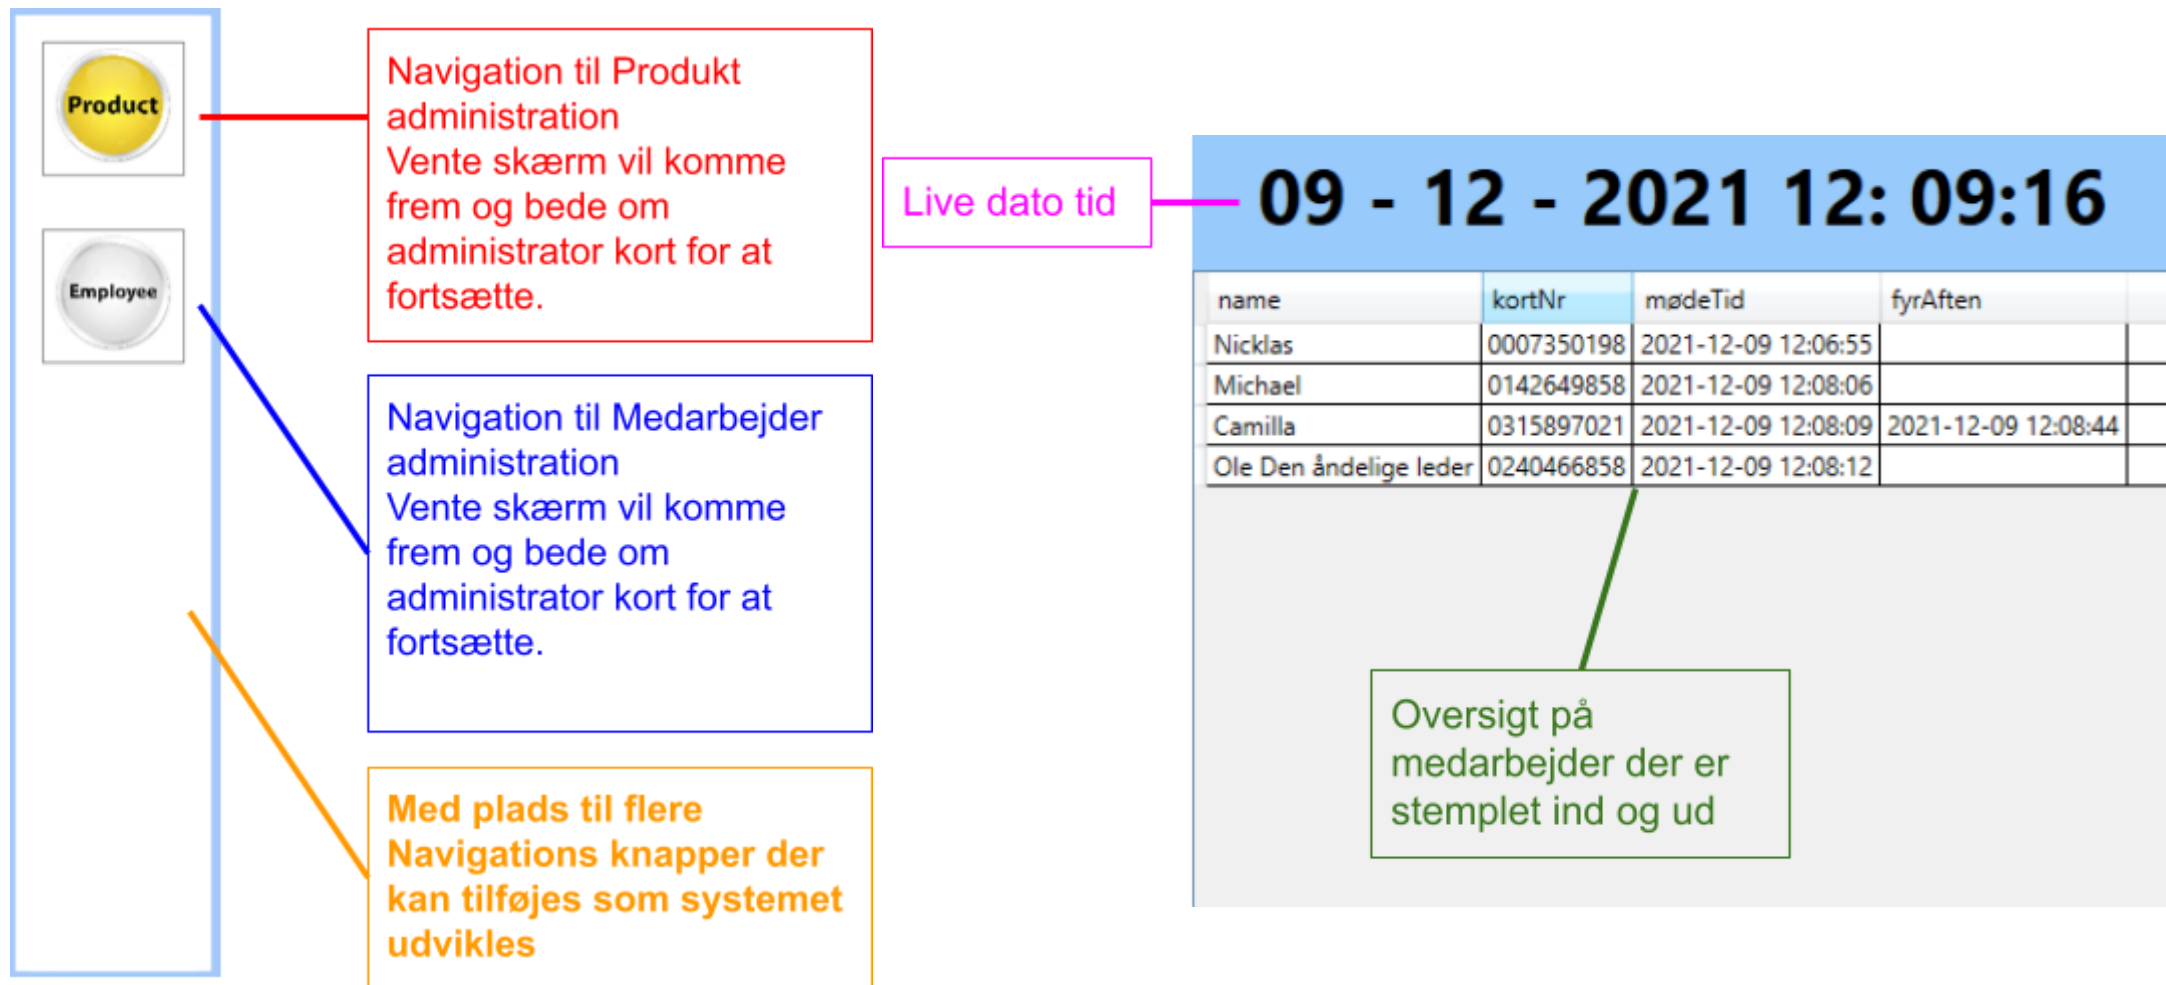 Product
Employee
Navigation til Produkt
administration
Vente skærm vil komme
frem og bede om
administrator kort for at
fortsætte.
Navigation til Medarbejder
administration
Vente skærm vil komme
frem og bede om
administrator kort for at
fortsætte.
Med plads til flere
Navigations knapper der
kan tilføjes som systemet
udvikles
Live dato tid
09 - 12 - 2021 12: 09:16
name kortNr mødeTid fyrAften
Nicklas 0007350198 2021-12-09 12:06:55
Michael 0142649858 2021-12-09 12:08:06
Camilla 0315897021 2021-12-09 12:08:09 2021-12-09 12:08:44
Ole Den åndelige leder 0240466858 2021-12-09 12:08:12
Oversigt på
medarbejder der er
stemplet ind og ud